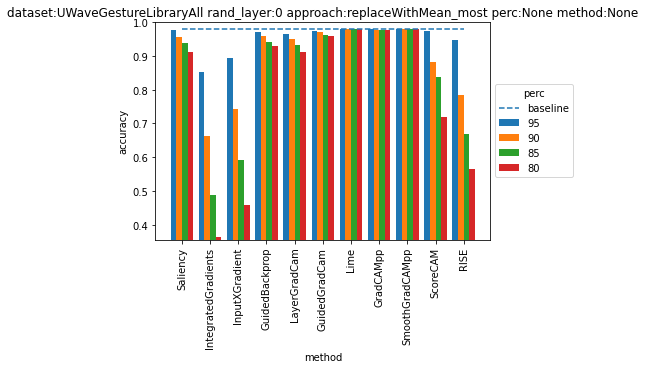 dataset:UWaveGestureLibraryAll rand_layer:0 approach:replaceWithMean_most perc:None method:None
1.0
0.9
0.8
0.7
0.6
0.5
0.4
accuracy
Saliency
IntegratedGradients
InputXGradient
GuidedBackprop
LayerGradCam
GuidedGradCam
Lime
GradCAMpp
SmoothGradCAMpp
ScoreCAM
RISE
method
perc
baseline
95
90
85
80